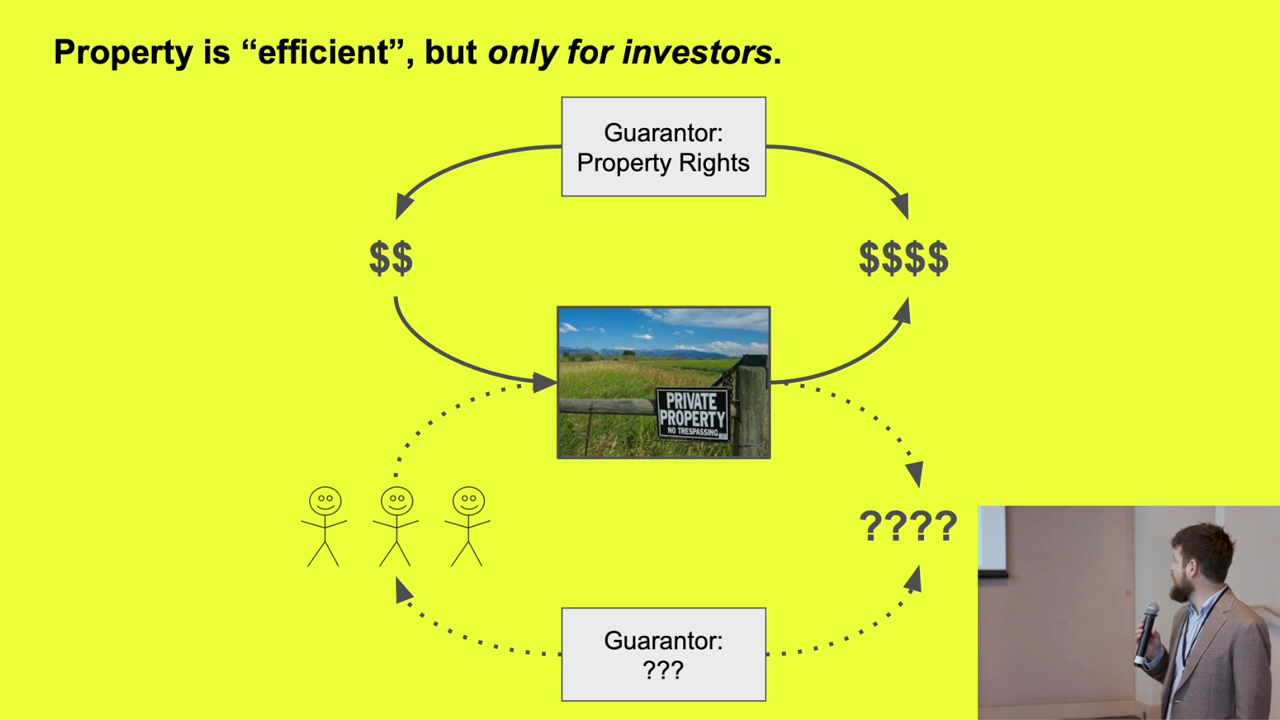 Property is “efficient”, but only for investors.
Guarantor:
Property Rights
$$
$$$$
PRIVATE
PROPERTY
NO TRESPASSING
????
Guarantor:
???